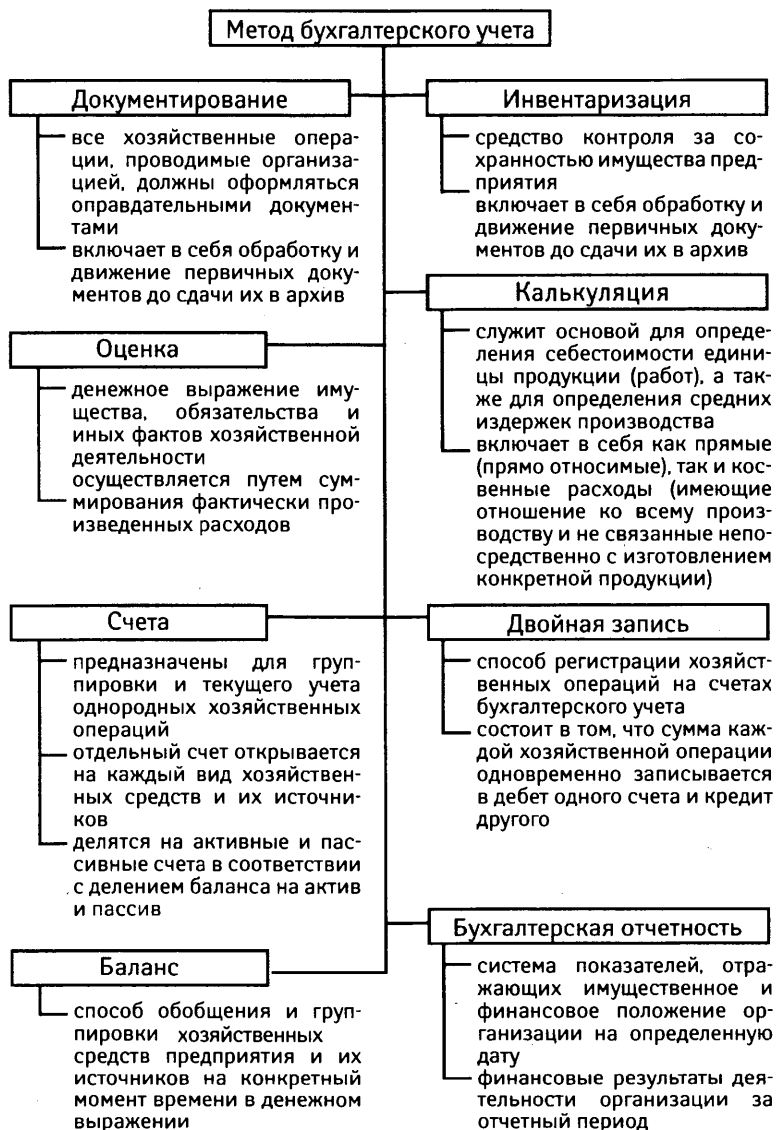 Метод бухгалтерского учета
Документирование
все хозяйственные опера-
ции, проводимые организа-
цией, должны оформляться
оправдательными докумен-
тами
включает в себя обработку и
движение первичных доку-
ментов до сдачи их в архив
Инвентаризация
средство контроля за со-
хранностью имущества пред-
приятия
включает в себя обработку и
движение первичных доку-
ментов до сдачи их в архив
Оценка
денежное выражение иму-
щества, обязательства и
иных фактов хозяйственной
деятельности
осуществляется путем сум-
мирования фактически про-
изведенных расходов
Калькуляция
служит основой для опреде-
ления себестоимости едини-
цы продукции (работ), а так-
же для определения средних
издержек производства
включает в себя как прямые
(прямо относимые), так и кос-
венные расходы (имеющие
отношение ко всему произ-
водству и не связанные непо-
средственно с изготовлением
конкретной продукции)
Счета
предназначены для груп-
пировки и текущего учета
однородных хозяйственных
операций
отдельный счет открывается
на каждый вид хозяйствен-
ных средств и их источни-
ков
делятся на активные и пас-
сивные счета в соответствии
с делением баланса на актив
и пассив
Двойная запись
способ регистрации хозяйст-
венных операций на счетах
бухгалтерского учета
состоит в том, что сумма каж-
дой хозяйственной операции
одновременно записывается
в дебет одного счета и кредит
другого
Баланс
способ обобщения и груп-
пировки хозяйственных
средств предприятия и их
источников на конкретный
момент времени в денежном
выражении
Бухгалтерская отчетность
система показателей, отра-
жающих имущественное и
финансовое положение ор-
ганизации на определенную
дату
финансовые результаты дея-
тельности организации за
отчетный период